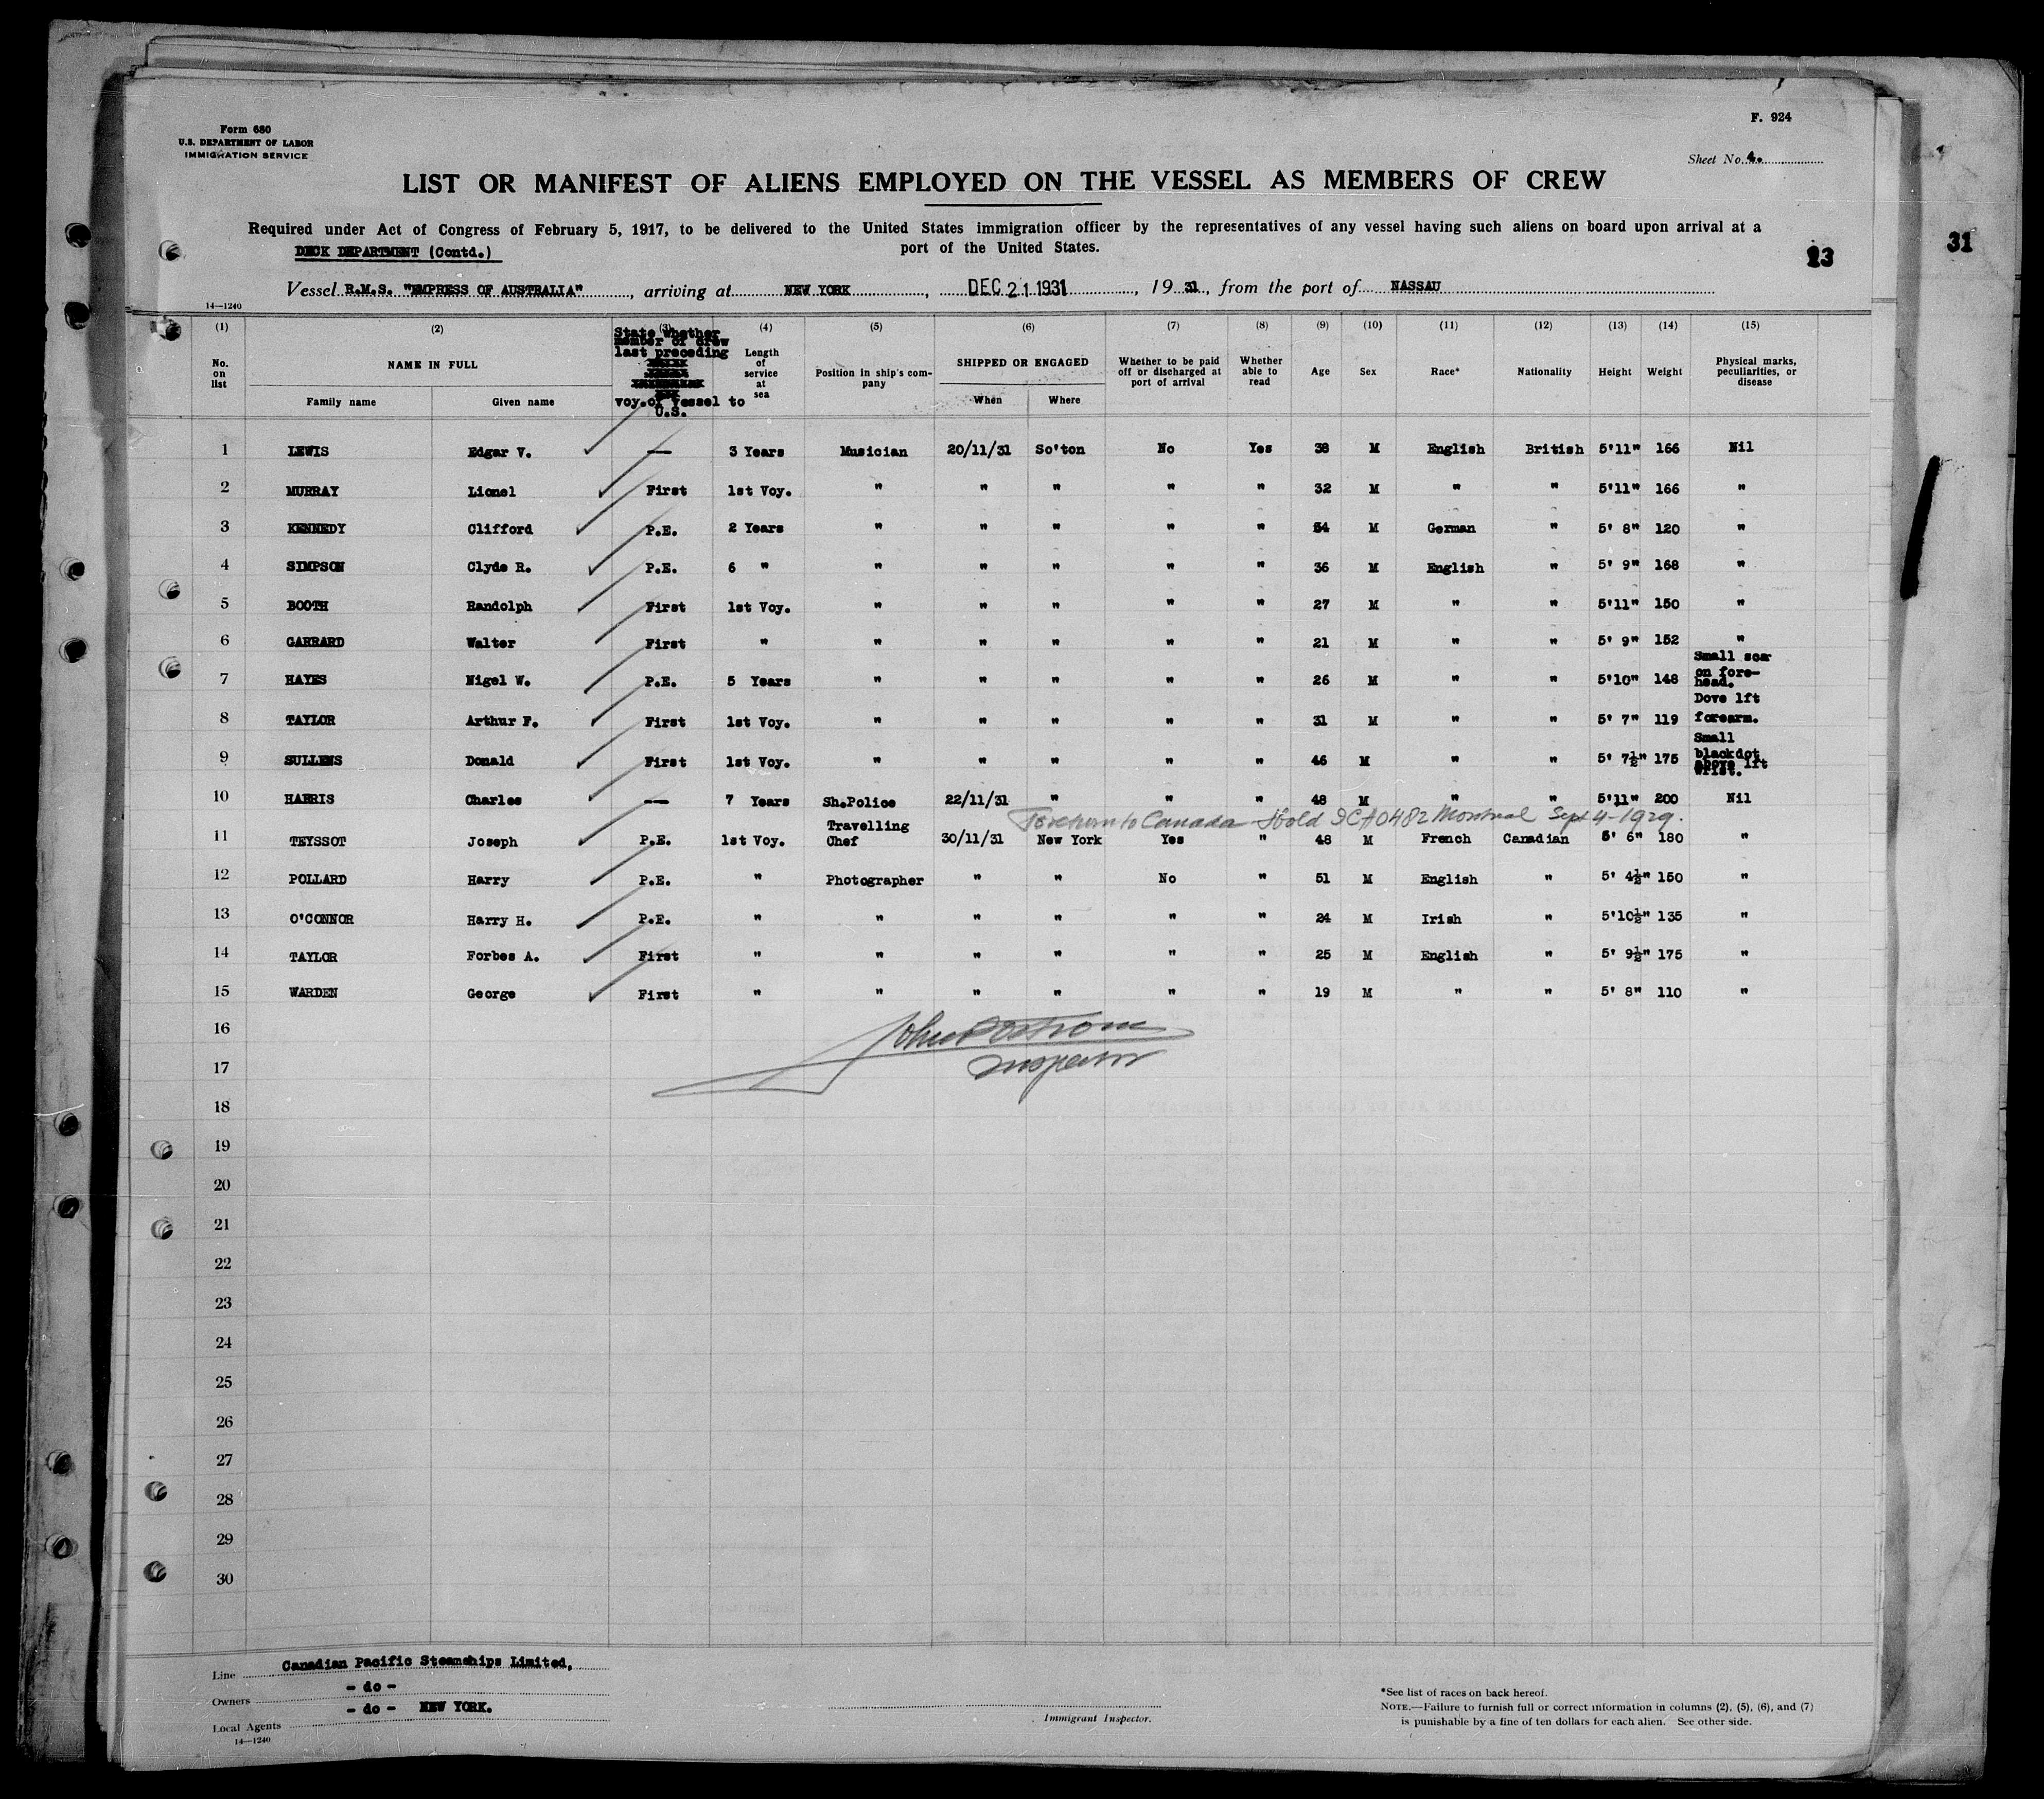 Form 680
U.S. DEPARTMENT OF LABOR
IMMIGRATION SERVICE
F. 924
Sheet No. 4.
LIST OR MANIFEST OF ALIENS EMPLOYED ON THE VESSEL AS MEMBERS OF CREW
Required under Act of Congress of February 5, 1917, to be delivered to the United States immigration officer by the representatives of any vessel having such aliens on board upon arrival at a
port of the United States.
DECK DEPARTMENT (Contd.)
13
31
Vessel R.M.S. "EMPRESS OF AUSTRALIA", arriving at NEW YORK, DEC 21 1931, 19 31, from the port of NASSAU
14—1240
(1) (2) (3) (4) (5) (6) (7) (8) (9) (10) (11) (12) (13) (14) (15)
No. on list
NAME IN FULL
Family name Given name
State whether member of crew last preceding voy. of vessel to U.S.
Length of service at sea
Position in ship's company
SHIPPED OR ENGAGED
When Where
Whether to be paid off or discharged at port of arrival
Whether able to read
Age Sex Race* Nationality Height Weight
Physical marks, peculiarities, or disease
1 LEWIS Edgar V. — 3 Years Musician 20/11/31 So'ton No Yes 38 M English British 5'11" 166 Nil
2 MURRAY Lionel First 1st Voy. " " " " " 32 M " " 5'11" 166 "
3 KENNEDY Clifford P.E. 2 Years " " " " " 34 M German " 5' 8" 120 "
4 SIMPSON Clyde R. P.E. 6 " " " " " " 36 M English " 5' 9" 168 "
5 BOOTH Randolph First 1st Voy. " " " " " 27 M " " 5'11" 150 "
6 GARRARD Walter First " " " " " " 21 M " " 5' 9" 152 "
7 HAYES Nigel W. P.E. 5 Years " " " " " 26 M " " 5'10" 148 Small scar on fore-head.
8 TAYLOR Arthur F. First 1st Voy. " " " " " 31 M " " 5' 7" 119 Dove lft forearm.
9 SULLENS Donald First 1st Voy. " " " " " 46 M " " 5' 7½" 175 Small blackdot above lft wrist.
10 HARRIS Charles — 7 Years Sh.Police 22/11/31 " " " 48 M " " 5'11" 200 Nil
To return to Canada Hold Montreal Sept 4-1929.
11 TEYSSOT Joseph P.E. 1st Voy. Travelling Chef 30/11/31 New York Yes " 48 M French Canadian 5' 6" 180 "
12 POLLARD Harry P.E. " Photographer " " No " 51 M English " 5' 4½" 150 "
13 O'CONNOR Harry H. P.E. " " " " " " 24 M Irish " 5'10½" 135 "
14 TAYLOR Forbes A. First " " " " " " 25 M English " 5' 9½" 175 "
15 WARDEN George First " " " " " " 19 M " " 5' 8" 110 "
16
Inspector
17
18
19
20
21
22
23
24
25
26
27
28
29
30
Line Canadian Pacific Steamships Limited,
Owners - do -
Local Agents - do - NEW YORK.
14—1240
Immigrant Inspector.
*See list of races on back hereof.
NOTE.—Failure to furnish full or correct information in columns (2), (5), (6), and (7)
is punishable by a fine of ten dollars for each alien. See other side.